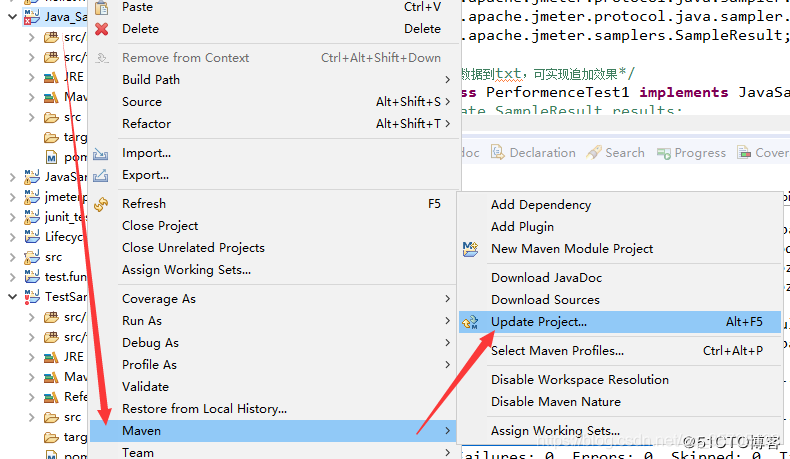 Java_Sa
src/
src/
JRE
Mav
src
targ
pom
JavaSam
jmeterp
junit_tes
Lifecycl
src
test.fun
TestSam
src/
src/
JRE
Mav
Refe
src
targ
Paste Ctrl+V
Delete Delete
Remove from Context Ctrl+Alt+Shift+Down
Build Path
Source Alt+Shift+S
Refactor Alt+Shift+T
Import...
Export...
Refresh F5
Close Project
Close Unrelated Projects
Assign Working Sets...
Coverage As
Run As
Debug As
Profile As
Validate
Restore from Local History...
Maven
Team
.apache.jmeter.protocol.java.sampler.
.apache.jmeter.samplers.SampleResult;
数据到txt，可实现追加效果*/
ss PerformenceTest1 implements JavaSa
ate SampleResult results;
doc Declaration Search Progress Cover
Add Dependency
Add Plugin
New Maven Module Project
Download JavaDoc
Download Sources
Update Project... Alt+F5
Select Maven Profiles... Ctrl+Alt+P
Disable Workspace Resolution
Disable Maven Nature
Assign Working Sets...
ailures: 0, Errors: 0, Skipped: 0, T
@51CTO博客